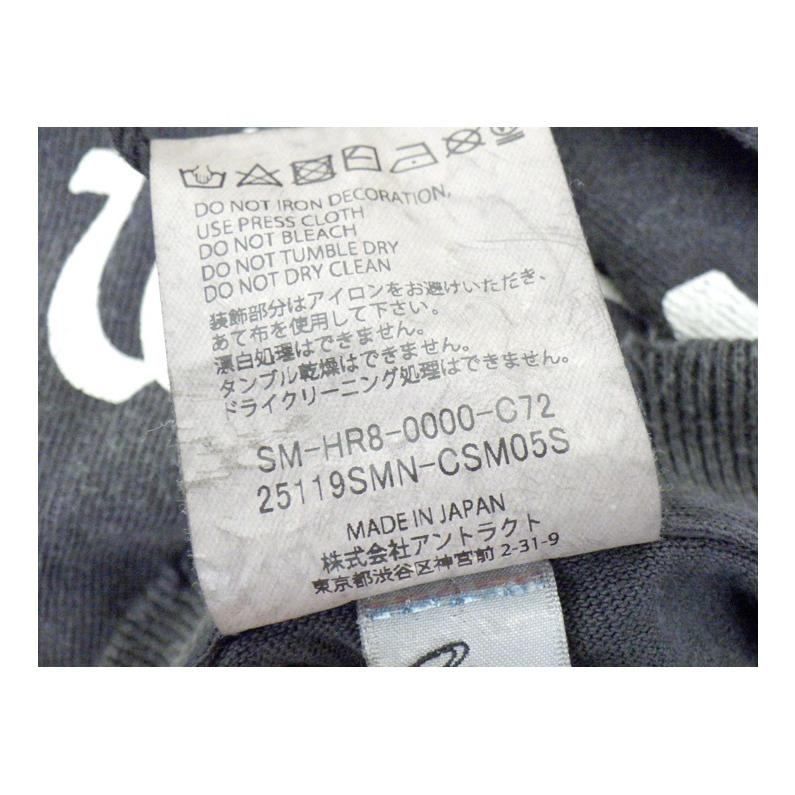 DO NOT IRON DECORATION,
USE PRESS CLOTH
DO NOT BLEACH
DO NOT TUMBLE DRY
DO NOT DRY CLEAN
装飾部分はアイロンをお避けいただき、
あて布を使用して下さい。
漂白処理はできません。
タンブル乾燥はできません。
ドライクリーニング処理はできません。
SM-HR8-0000-C72
25119SMN-CSM05S
MADE IN JAPAN
株式会社アントラクト
東京都渋谷区神宮前 2-31-9